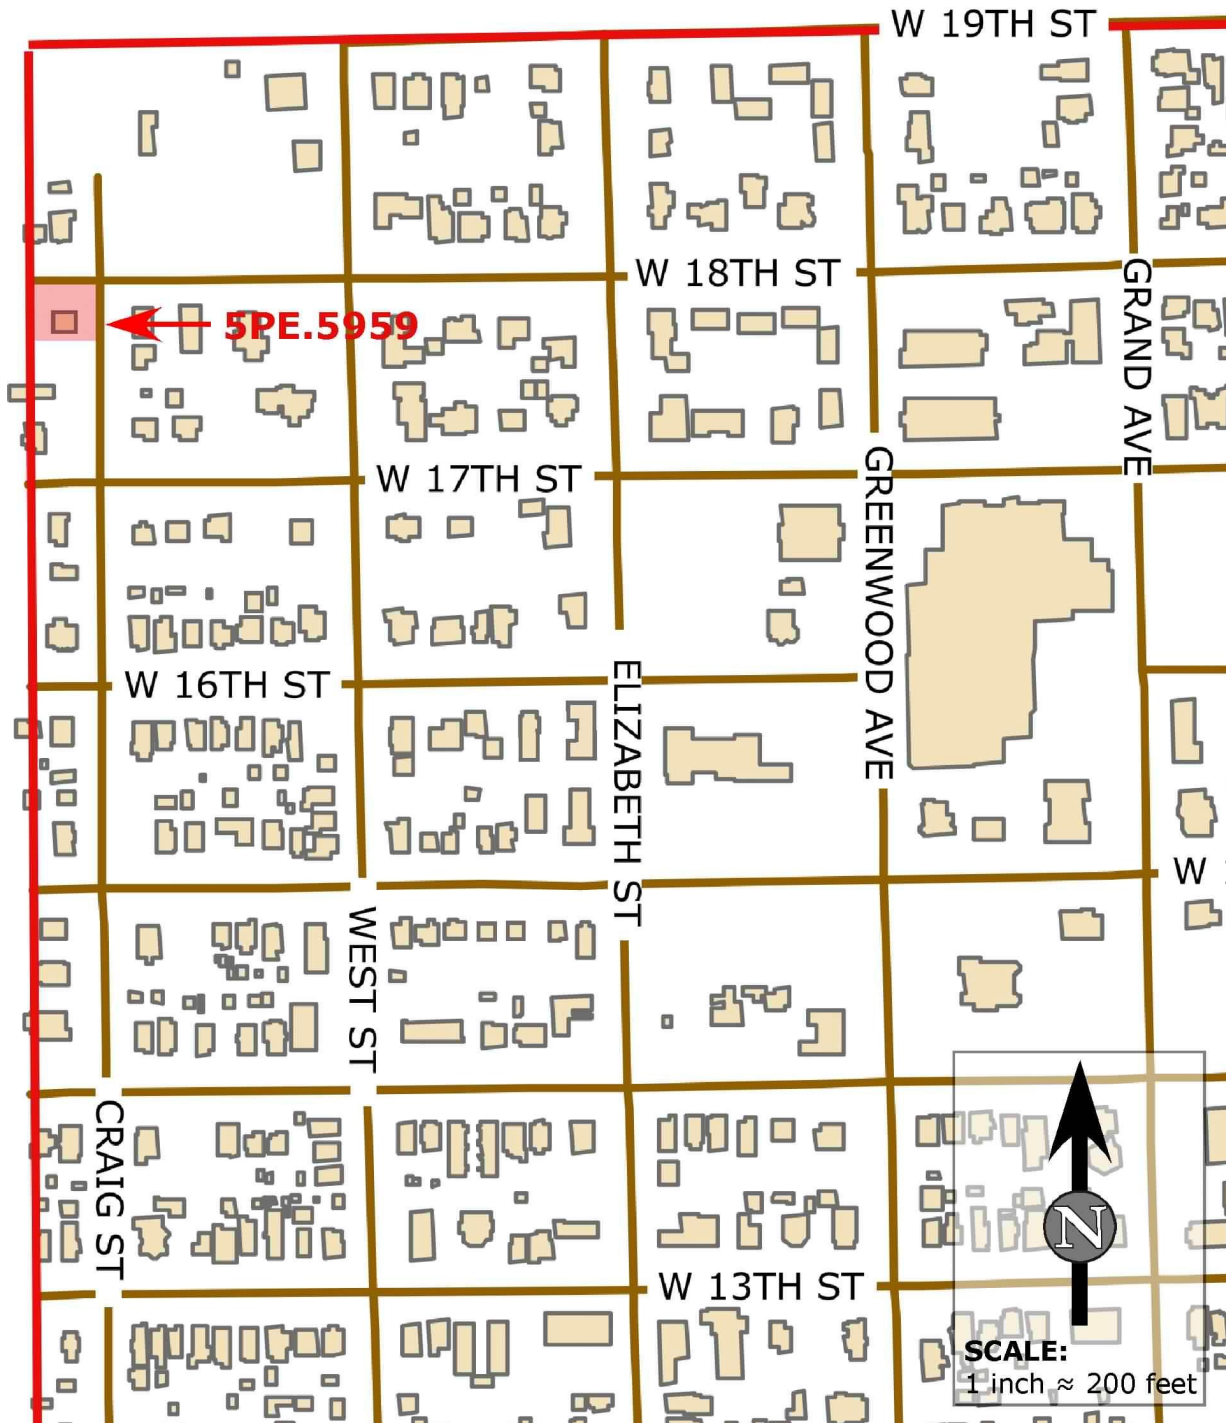 W 19TH ST
W 18TH ST
GRAND AVE
5PE.5959
W 17TH ST
GREENWOOD AVE
W 16TH ST
ELIZABETH ST
W
WEST ST
CRAIG ST
N
W 13TH ST
SCALE:
1 inch ≈ 200 feet